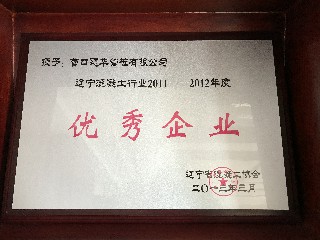 授予：营口冠华管桩有限公司
辽宁混凝土行业2011——2012年度
优秀企业
辽宁省混凝土协会
二〇一三年三月